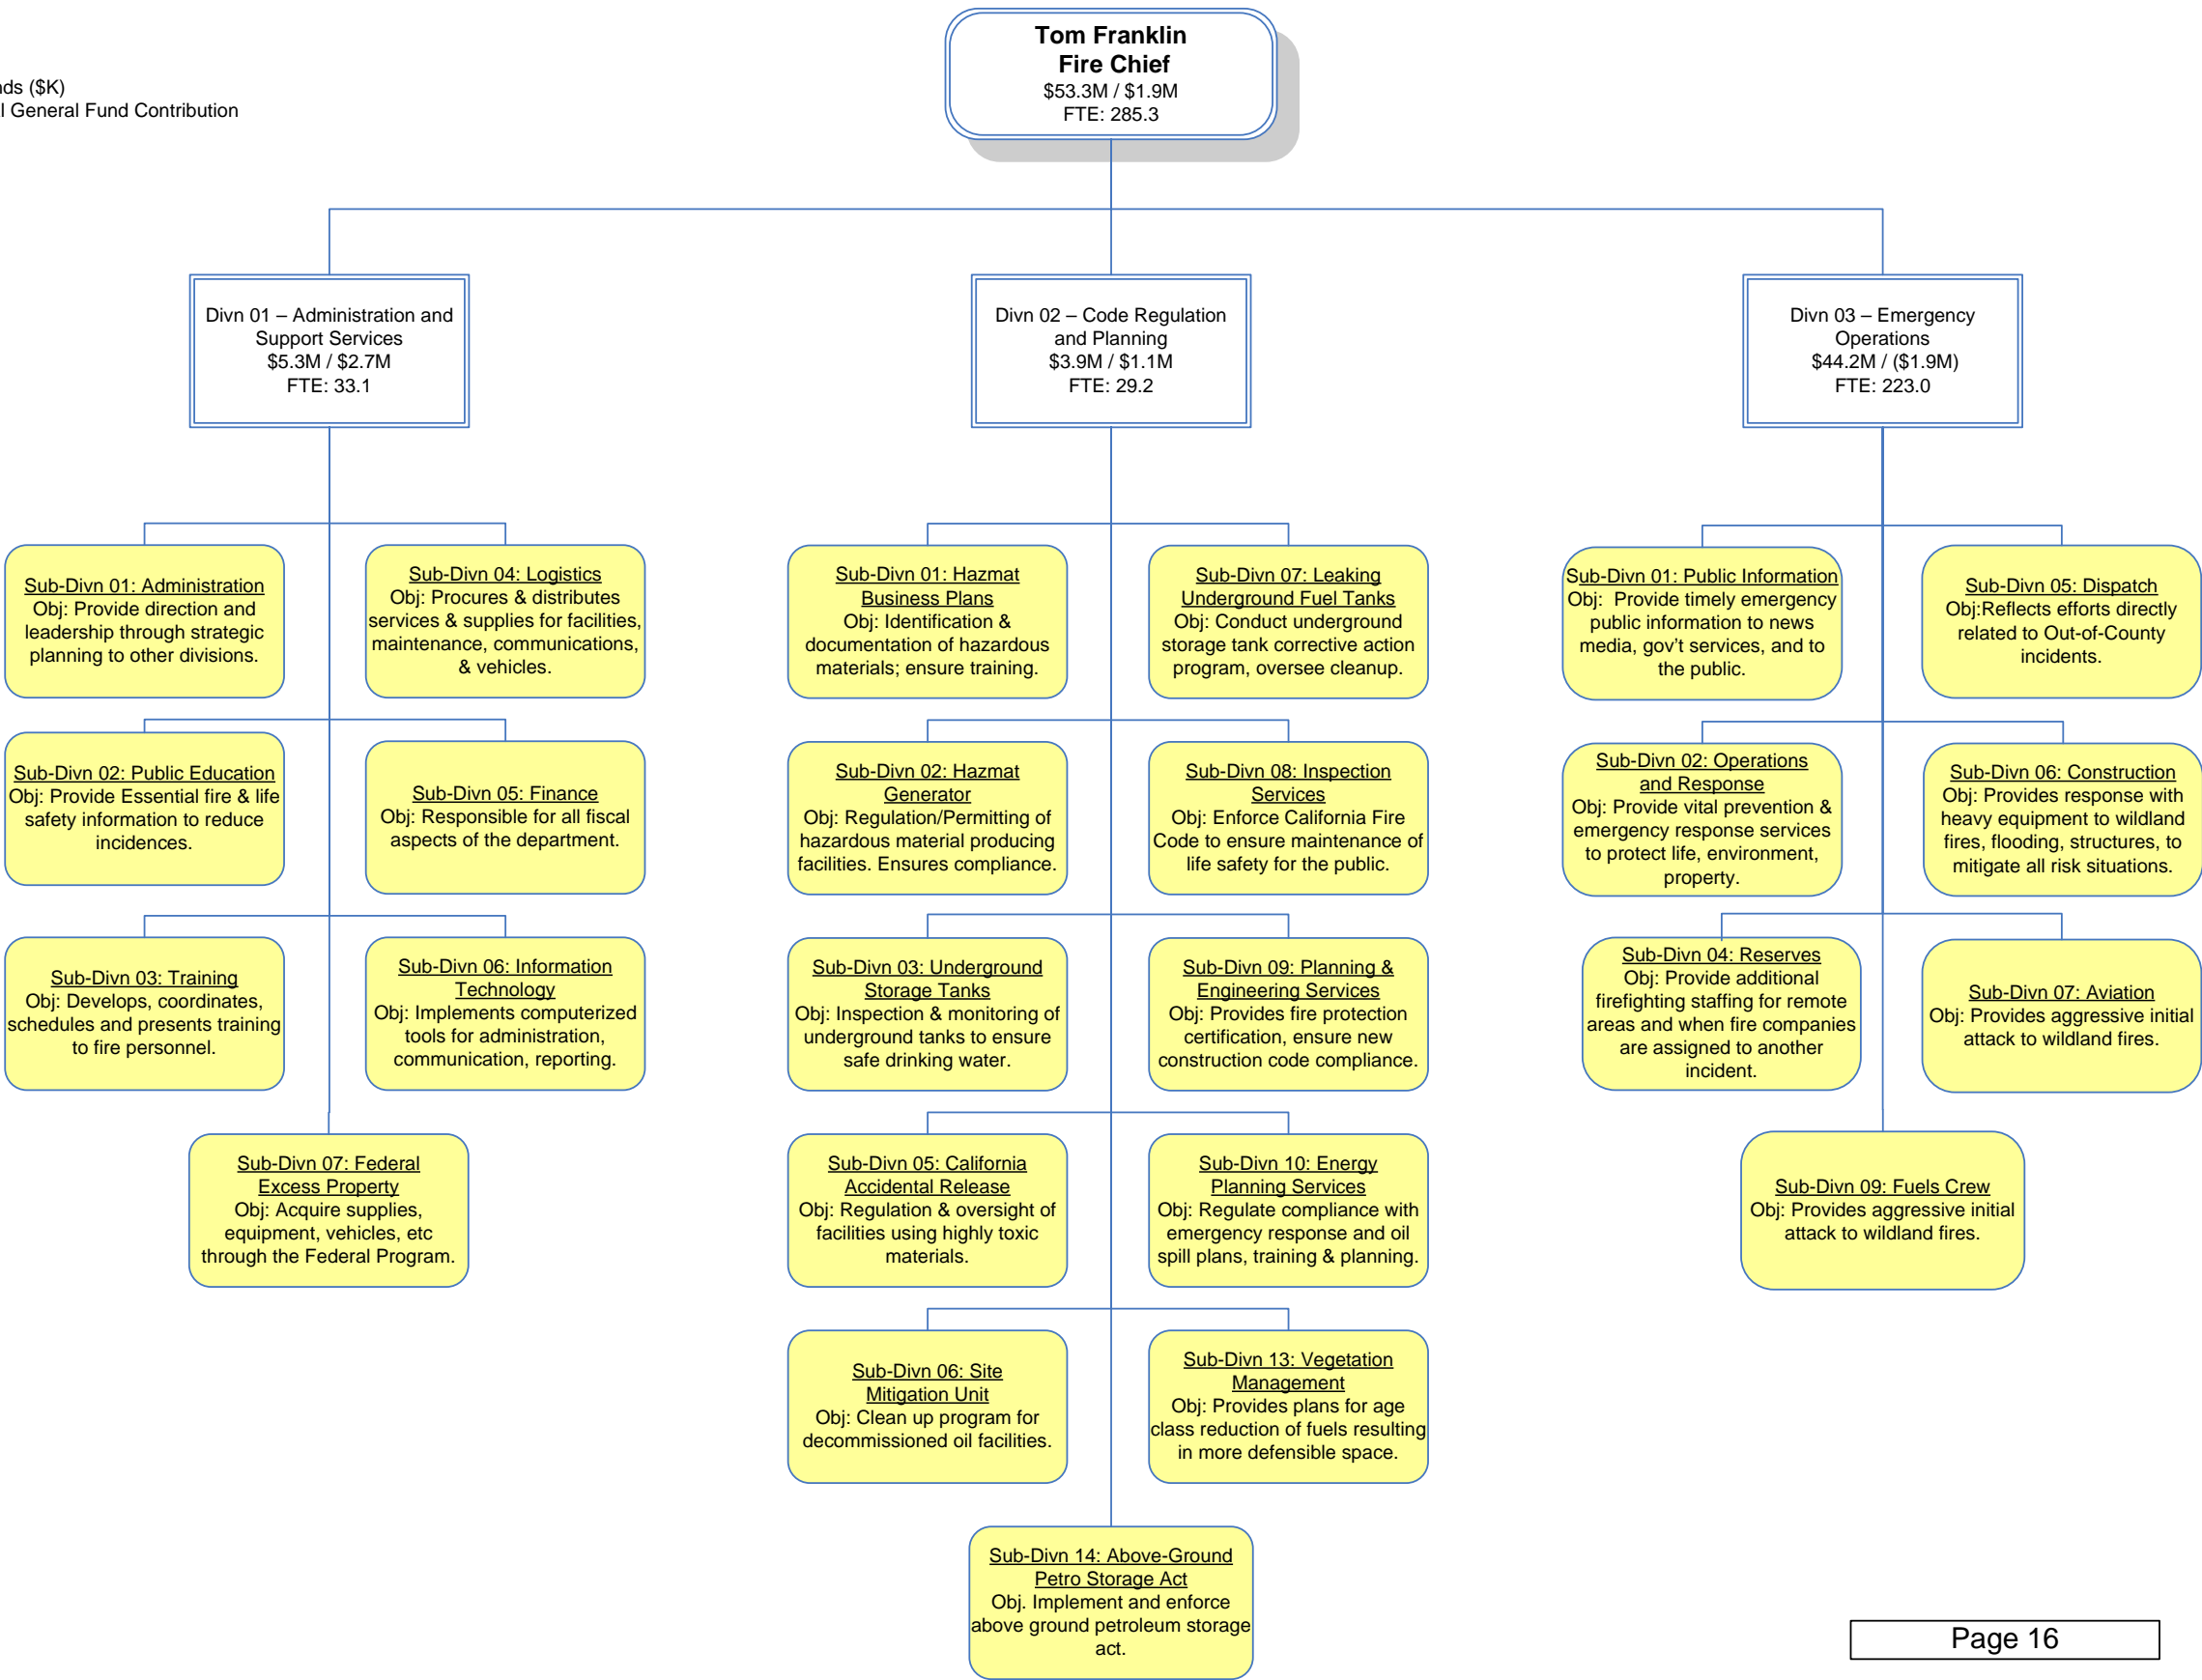 nds ($K)
l General Fund Contribution
Tom Franklin
Fire Chief
$53.3M / $1.9M
FTE: 285.3
Divn 01 – Administration and
Support Services
$5.3M / $2.7M
FTE: 33.1
Divn 02 – Code Regulation
and Planning
$3.9M / $1.1M
FTE: 29.2
Divn 03 – Emergency
Operations
$44.2M / ($1.9M)
FTE: 223.0
Sub-Divn 01: Administration
Obj: Provide direction and
leadership through strategic
planning to other divisions.
Sub-Divn 04: Logistics
Obj: Procures & distributes
services & supplies for facilities,
maintenance, communications,
& vehicles.
Sub-Divn 02: Public Education
Obj: Provide Essential fire & life
safety information to reduce
incidences.
Sub-Divn 05: Finance
Obj: Responsible for all fiscal
aspects of the department.
Sub-Divn 03: Training
Obj: Develops, coordinates,
schedules and presents training
to fire personnel.
Sub-Divn 06: Information
Technology
Obj: Implements computerized
tools for administration,
communication, reporting.
Sub-Divn 07: Federal
Excess Property
Obj: Acquire supplies,
equipment, vehicles, etc
through the Federal Program.
Sub-Divn 01: Hazmat
Business Plans
Obj: Identification &
documentation of hazardous
materials; ensure training.
Sub-Divn 07: Leaking
Underground Fuel Tanks
Obj: Conduct underground
storage tank corrective action
program, oversee cleanup.
Sub-Divn 02: Hazmat
Generator
Obj: Regulation/Permitting of
hazardous material producing
facilities. Ensures compliance.
Sub-Divn 08: Inspection
Services
Obj: Enforce California Fire
Code to ensure maintenance of
life safety for the public.
Sub-Divn 03: Underground
Storage Tanks
Obj: Inspection & monitoring of
underground tanks to ensure
safe drinking water.
Sub-Divn 09: Planning &
Engineering Services
Obj: Provides fire protection
certification, ensure new
construction code compliance.
Sub-Divn 05: California
Accidental Release
Obj: Regulation & oversight of
facilities using highly toxic
materials.
Sub-Divn 10: Energy
Planning Services
Obj: Regulate compliance with
emergency response and oil
spill plans, training & planning.
Sub-Divn 06: Site
Mitigation Unit
Obj: Clean up program for
decommissioned oil facilities.
Sub-Divn 13: Vegetation
Management
Obj: Provides plans for age
class reduction of fuels resulting
in more defensible space.
Sub-Divn 14: Above-Ground
Petro Storage Act
Obj. Implement and enforce
above ground petroleum storage
act.
Sub-Divn 01: Public Information
Obj:  Provide timely emergency
public information to news
media, gov't services, and to
the public.
Sub-Divn 05: Dispatch
Obj:Reflects efforts directly
related to Out-of-County
incidents.
Sub-Divn 02: Operations
and Response
Obj: Provide vital prevention &
emergency response services
to protect life, environment,
property.
Sub-Divn 06: Construction
Obj: Provides response with
heavy equipment to wildland
fires, flooding, structures, to
mitigate all risk situations.
Sub-Divn 04: Reserves
Obj: Provide additional
firefighting staffing for remote
areas and when fire companies
are assigned to another
incident.
Sub-Divn 07: Aviation
Obj: Provides aggressive initial
attack to wildland fires.
Sub-Divn 09: Fuels Crew
Obj: Provides aggressive initial
attack to wildland fires.
Page 16